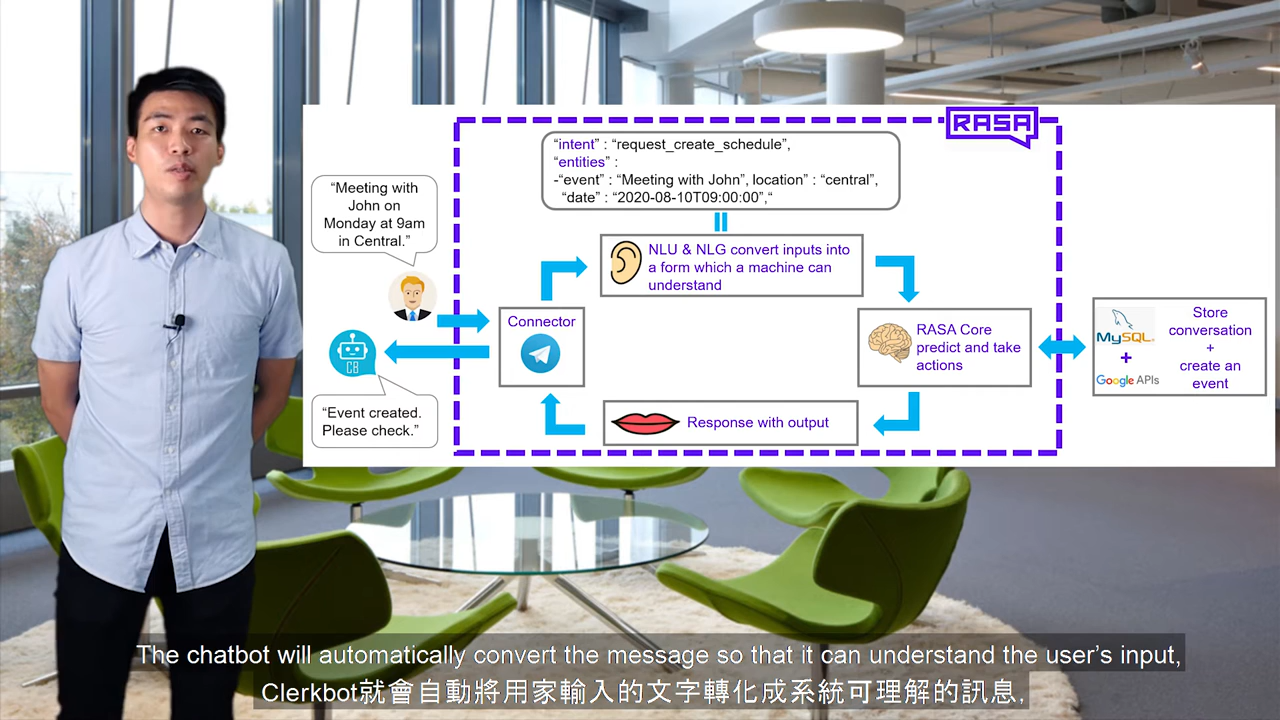 RASA
“intent” : “request_create_schedule”,
“entities” :
-“event” : “Meeting with John”, location” : “central”,
“date” : “2020-08-10T09:00:00”,“
“Meeting with
John on
Monday at 9am
in Central.”
NLU & NLG convert inputs into
a form which a machine can
understand
Connector
RASA Core
predict and take
actions
MySQL
+
Google APIs
Store
conversation
+
create an
event
CB
“Event created.
Please check.”
Response with output
The chatbot will automatically convert the message so that it can understand the user’s input,
Clerkbot就會自動將用家輸入的文字轉化成系統可理解的訊息,